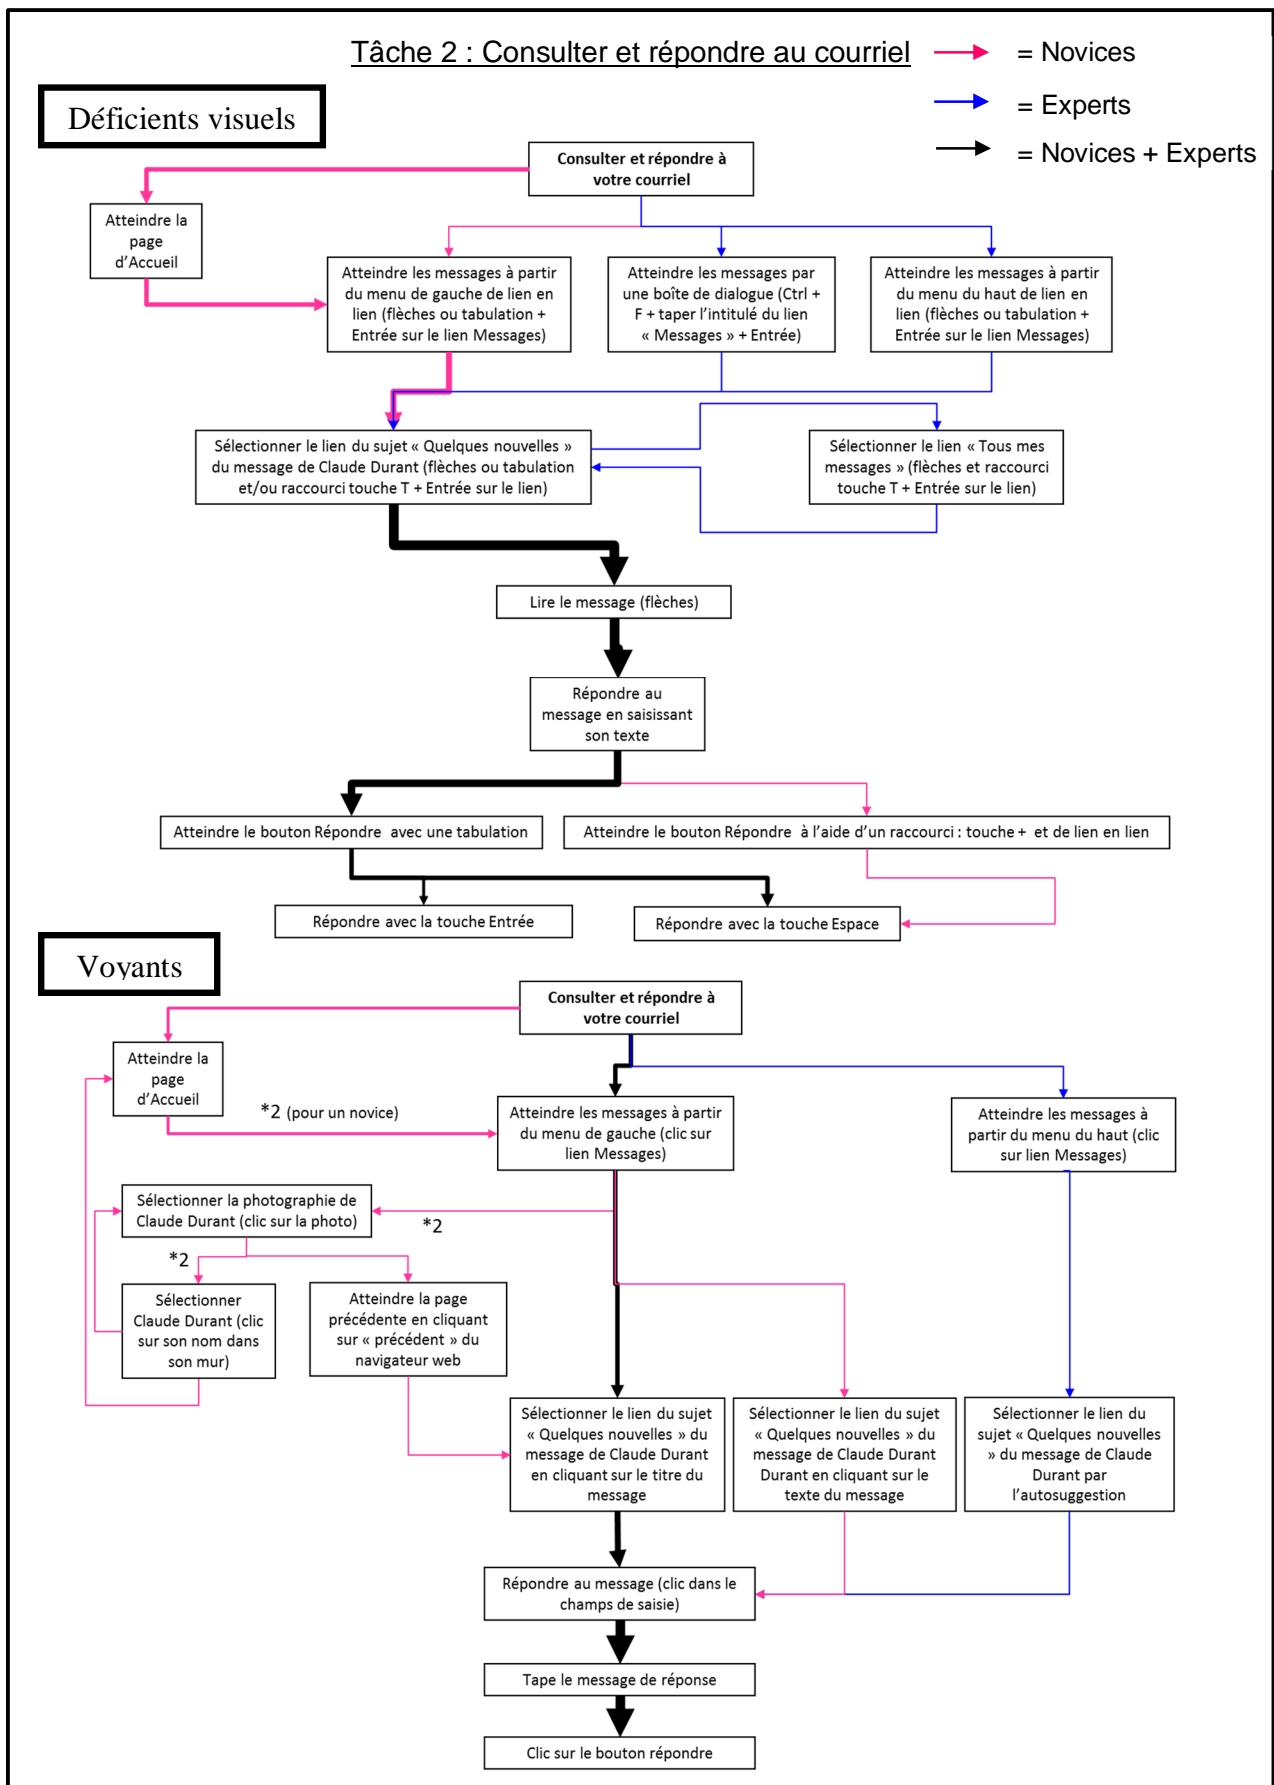 Tâche 2 : Consulter et répondre au courriel
= Novices
= Experts
= Novices + Experts
Déficients visuels
Consulter et répondre à
votre courriel
Atteindre la
page
d'Accueil
Atteindre les messages à partir
du menu de gauche de lien en
lien (flèches ou tabulation +
Entrée sur le lien Messages)
Atteindre les messages par
une boîte de dialogue (Ctrl +
F + taper l'intitulé du lien
« Messages » + Entrée)
Atteindre les messages à partir
du menu du haut de lien en
lien (flèches ou tabulation +
Entrée sur le lien Messages)
Sélectionner le lien du sujet « Quelques nouvelles »
du message de Claude Durant (flèches ou tabulation
et/ou raccourci touche T + Entrée sur le lien)
Sélectionner le lien « Tous mes
messages » (flèches et raccourci
touche T + Entrée sur le lien)
Lire le message (flèches)
Répondre au
message en saisissant
son texte
Atteindre le bouton Répondre avec une tabulation
Atteindre le bouton Répondre à l'aide d'un raccourci : touche + et de lien en lien
Répondre avec la touche Entrée
Répondre avec la touche Espace
Voyants
Consulter et répondre à
votre courriel
Atteindre la
page
d'Accueil
*2 (pour un novice)
Atteindre les messages à partir
du menu de gauche (clic sur
lien Messages)
Atteindre les messages à
partir du menu du haut (clic
sur lien Messages)
Sélectionner la photographie de
Claude Durant (clic sur la photo)
*2
*2
Sélectionner
Claude Durant (clic
sur son nom dans
son mur)
Atteindre la page
précédente en cliquant
sur « précédent » du
navigateur web
Sélectionner le lien du sujet
« Quelques nouvelles » du
message de Claude Durant
en cliquant sur le titre du
message
Sélectionner le lien du sujet
« Quelques nouvelles » du
message de Claude Durant
Durant en cliquant sur le
texte du message
Sélectionner le lien du
sujet « Quelques nouvelles
» du message de Claude
Durant par
l'autosuggestion
Répondre au message (clic dans le
champs de saisie)
Tape le message de réponse
Clic sur le bouton répondre